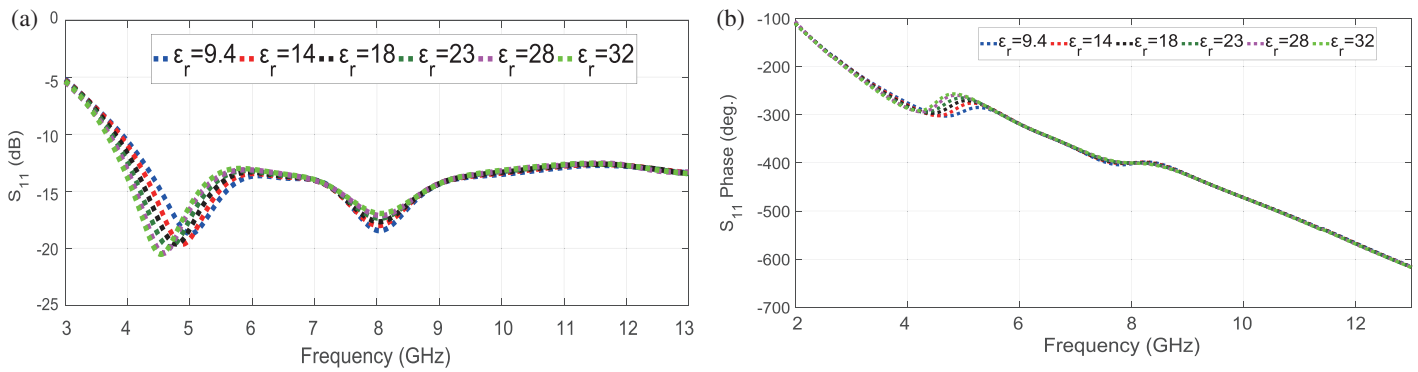 (a)
0
-5
-10
-15
-20
-25
S11 (dB)
εr=9.4 εr=14 εr=18 εr=23 εr=28 εr=32
3 4 5 6 7 8 9 10 11 12 13
Frequency (GHz)
(b)
-100
-200
-300
-400
-500
-600
-700
S11 Phase (deg.)
εr=9.4 εr=14 εr=18 εr=23 εr=28 εr=32
2 4 6 8 10 12
Frequency (GHz)